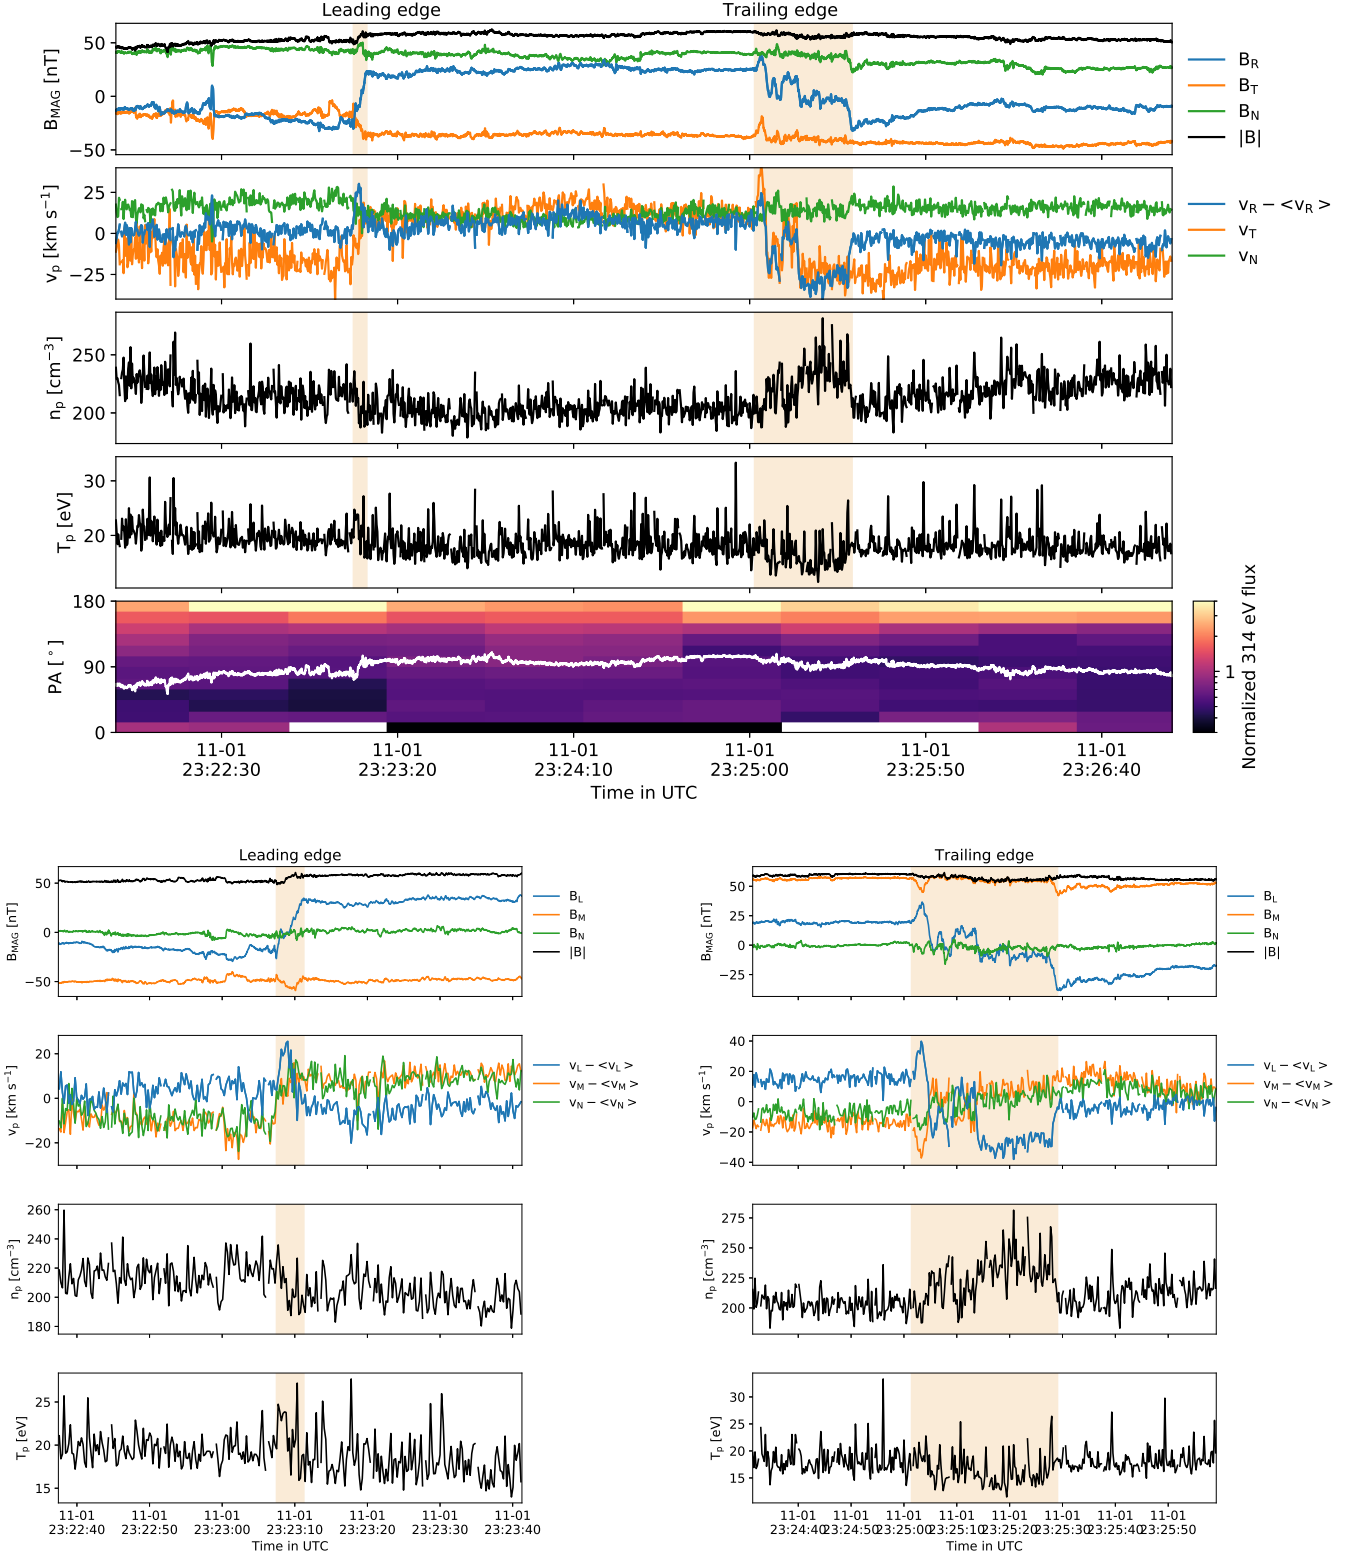 Leading edge Trailing edge
B_MAG [nT]
50
0
−50
B_R
B_T
B_N
|B|
v_p [km s⁻¹]
25
0
−25
v_R − <v_R >
v_T
v_N
n_p [cm⁻³]
250
200
T_p [eV]
30
20
PA [ ° ]
180
90
0
1
Normalized 314 eV flux
11-01 11-01 11-01 11-01 11-01 11-01
23:22:30 23:23:20 23:24:10 23:25:00 23:25:50 23:26:40
Time in UTC
Leading edge
B_MAG [nT]
50
0
−50
B_L
B_M
B_N
|B|
v_p [km s⁻¹]
20
0
−20
v_L − <v_L >
v_M − <v_M >
v_N − <v_N >
n_p [cm⁻³]
260
240
220
200
180
T_p [eV]
25
20
15
11-01 11-01 11-01 11-01 11-01 11-01 11-01
23:22:40 23:22:50 23:23:00 23:23:10 23:23:20 23:23:30 23:23:40
Time in UTC
Trailing edge
B_MAG [nT]
50
25
0
−25
B_L
B_M
B_N
|B|
v_p [km s⁻¹]
40
20
0
−20
−40
v_L − <v_L >
v_M − <v_M >
v_N − <v_N >
n_p [cm⁻³]
275
250
225
200
T_p [eV]
30
25
20
15
11-01 11-01 11-01 11-01 11-01 11-01 11-01 11-01
23:24:40 23:24:50 23:25:00 23:25:10 23:25:20 23:25:30 23:25:40 23:25:50
Time in UTC